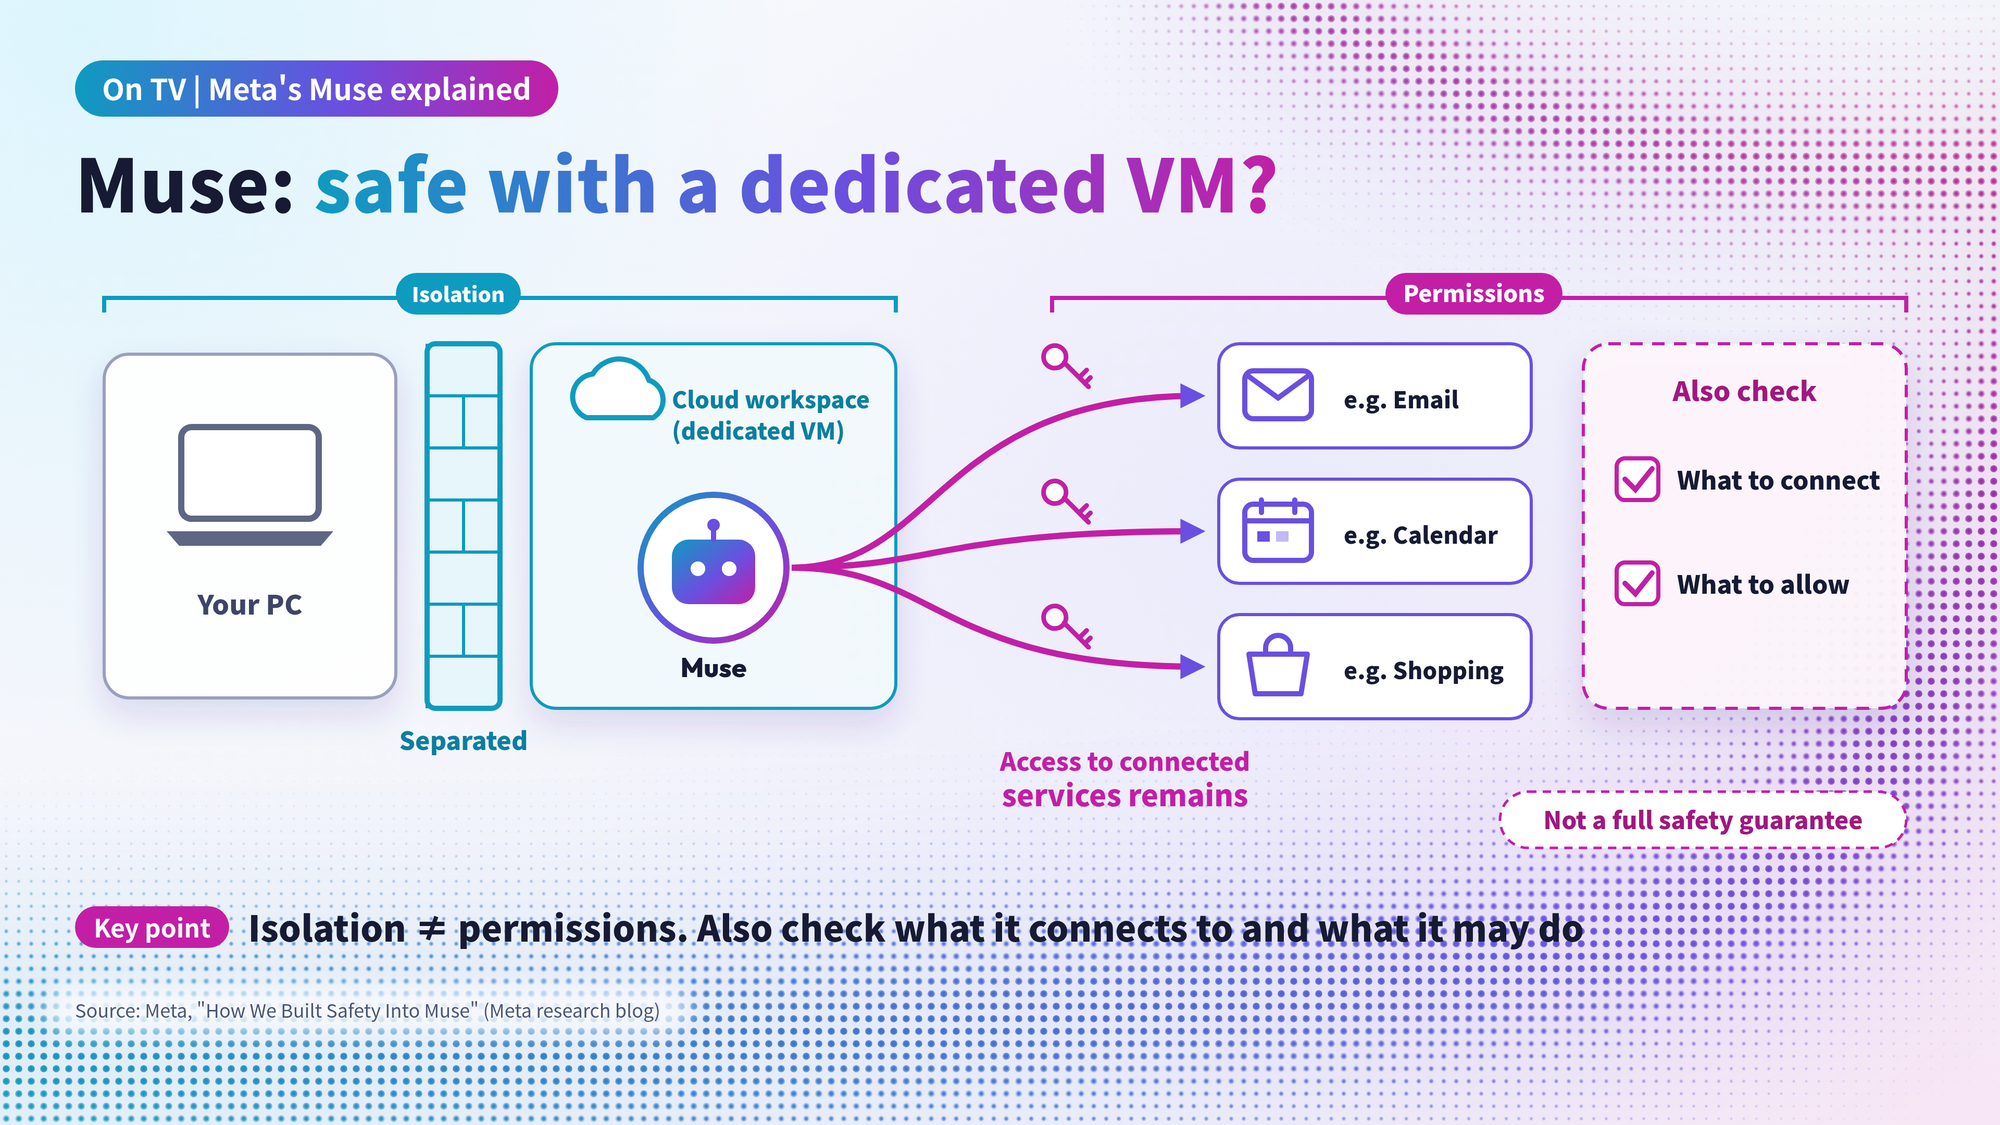 On TV | Meta's Muse explained
Muse: safe with a dedicated VM?
Isolation
Permissions
Your PC
Separated
Cloud workspace
(dedicated VM)
Muse
e.g. Email
e.g. Calendar
e.g. Shopping
Access to connected
services remains
Also check
What to connect
What to allow
Not a full safety guarantee
Key point
Isolation ≠ permissions. Also check what it connects to and what it may do
Source: Meta, "How We Built Safety Into Muse" (Meta research blog)